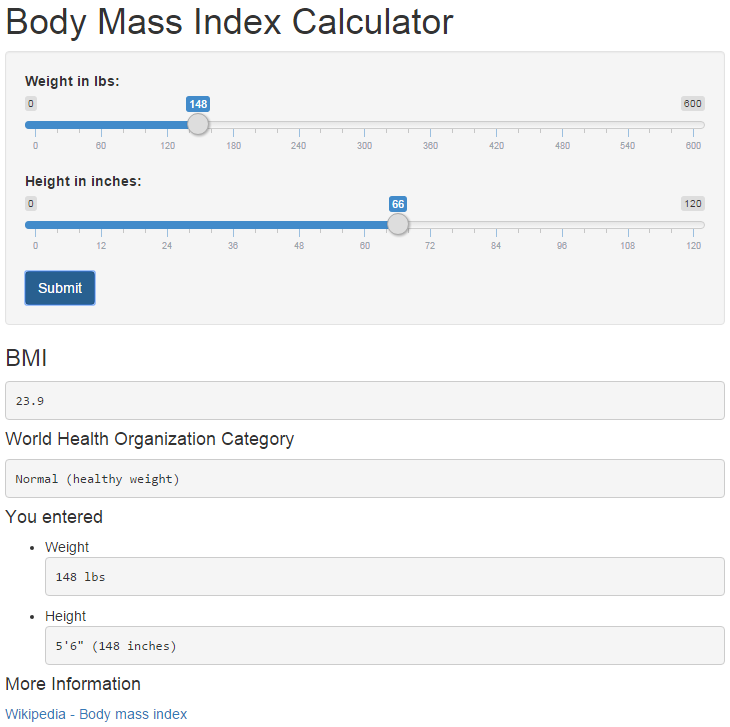 Body Mass Index Calculator
Weight in lbs:
0 148 600
0 60 120 180 240 300 360 420 480 540 600
Height in inches:
0 66 120
0 12 24 36 48 60 72 84 96 108 120
Submit
BMI
23.9
World Health Organization Category
Normal (healthy weight)
You entered
Weight
148 lbs
Height
5'6" (148 inches)
More Information
Wikipedia - Body mass index